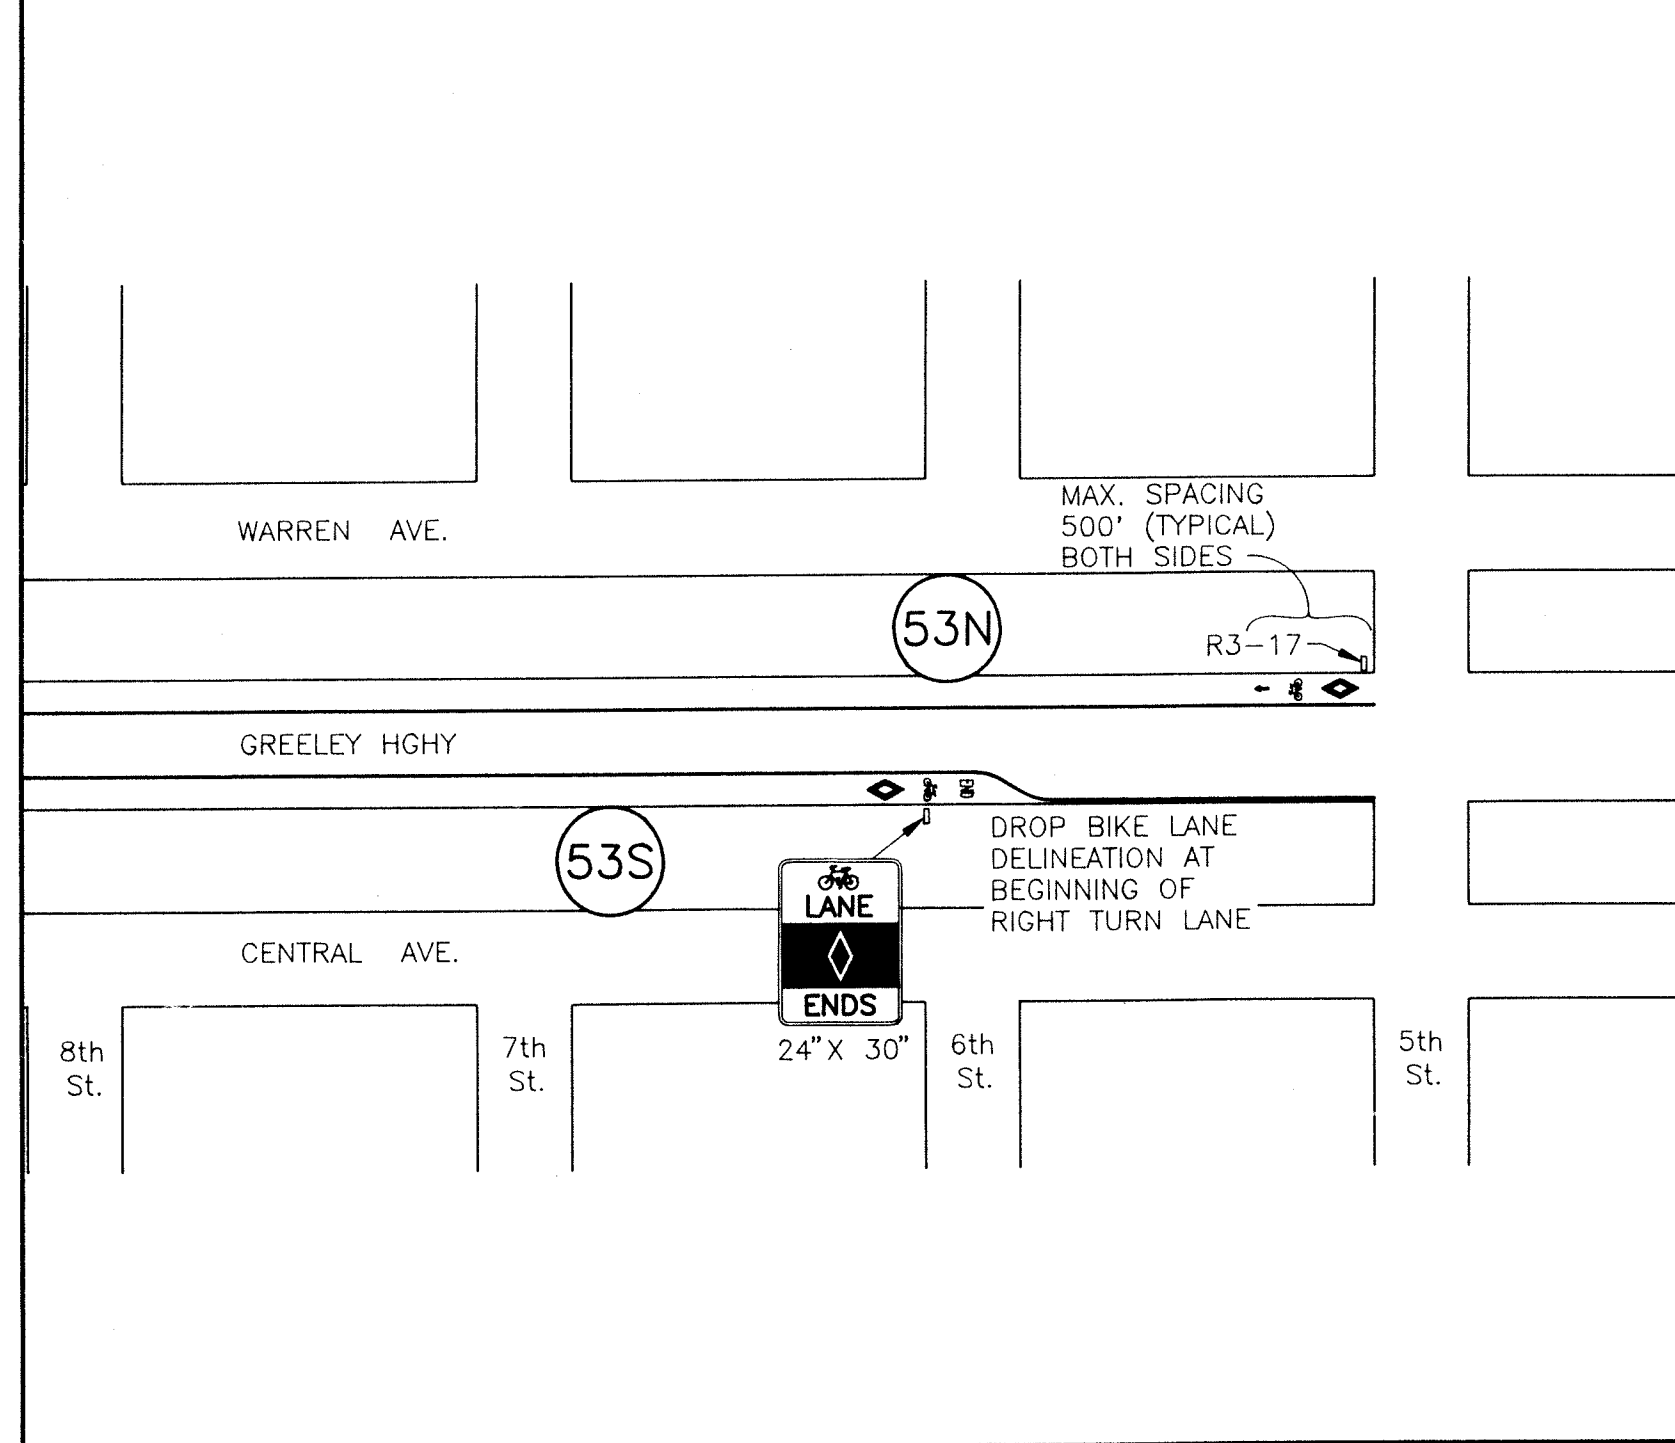 MAX. SPACING
500' (TYPICAL)
BOTH SIDES
WARREN AVE.
53N
R3-17
GREELEY HGHY
END
53S
DROP BIKE LANE
DELINEATION AT
BEGINNING OF
RIGHT TURN LANE
LANE
ENDS
24"X 30"
CENTRAL AVE.
8th
St.
7th
St.
6th
St.
5th
St.